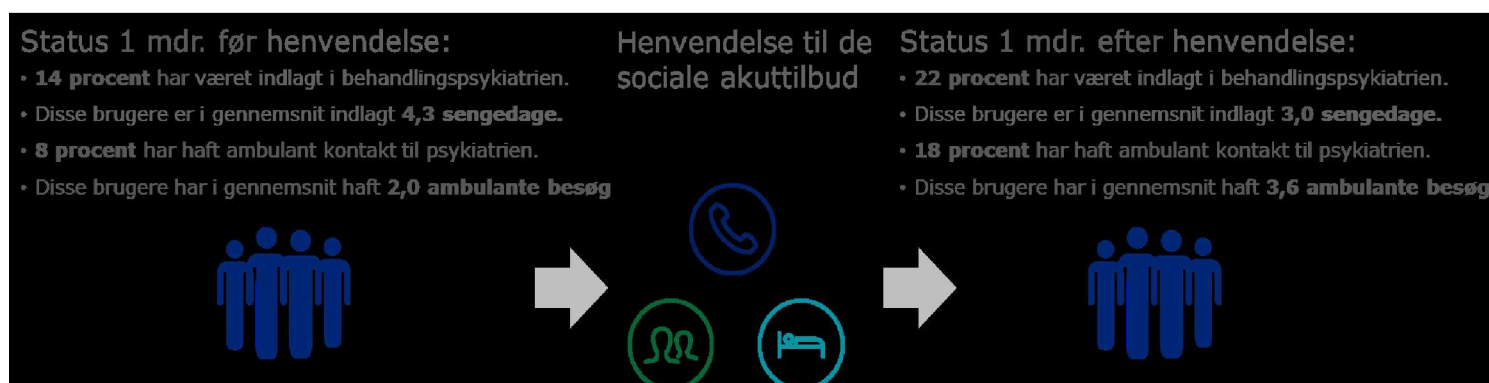 Status 1 mdr. før henvendelse:
• 14 procent har været indlagt i behandlingspsykiatrien.
• Disse brugere er i gennemsnit indlagt 4,3 sengedage.
• 8 procent har haft ambulant kontakt til psykiatrien.
• Disse brugere har i gennemsnit haft 2,0 ambulante besøg
Henvendelse til de
sociale akuttilbud
Status 1 mdr. efter henvendelse:
• 22 procent har været indlagt i behandlingspsykiatrien.
• Disse brugere er i gennemsnit indlagt 3,0 sengedage.
• 18 procent har haft ambulant kontakt til psykiatrien.
• Disse brugere har i gennemsnit haft 3,6 ambulante besøg